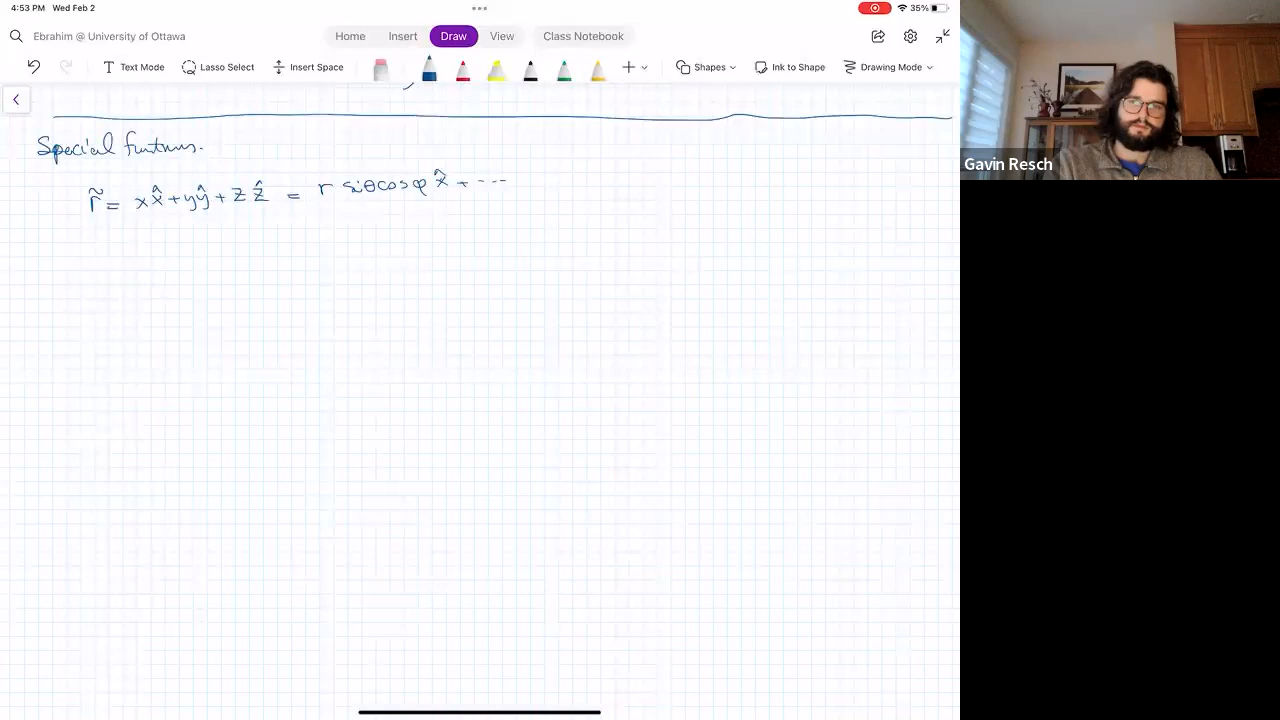 4:53 PM Wed Feb 2
35%
Ebrahim @ University of Ottawa
Home Insert Draw View Class Notebook
Text Mode Lasso Select Insert Space Shapes Ink to Shape Drawing Mode
Special funtns.
r̃ = xx̂ + yŷ + zẑ = r sinθcosφ x̂ + ---
Gavin Resch